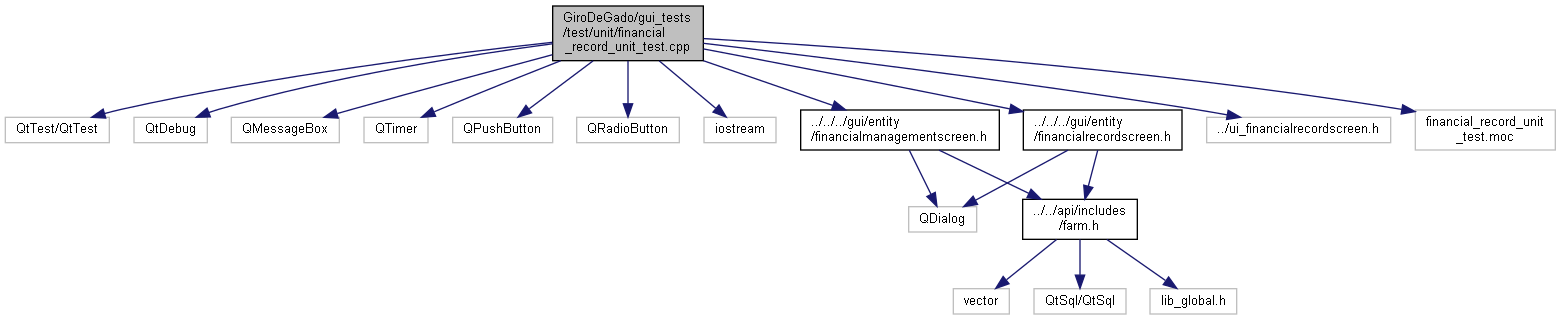 GiroDeGado/gui_tests
/test/unit/financial
_record_unit_test.cpp
QtTest/QtTest
QtDebug
QMessageBox
QTimer
QPushButton
QRadioButton
iostream
../../../gui/entity
/financialmanagementscreen.h
../../../gui/entity
/financialrecordscreen.h
../ui_financialrecordscreen.h
financial_record_unit
_test.moc
QDialog
../../api/includes
/farm.h
vector
QtSql/QtSql
lib_global.h